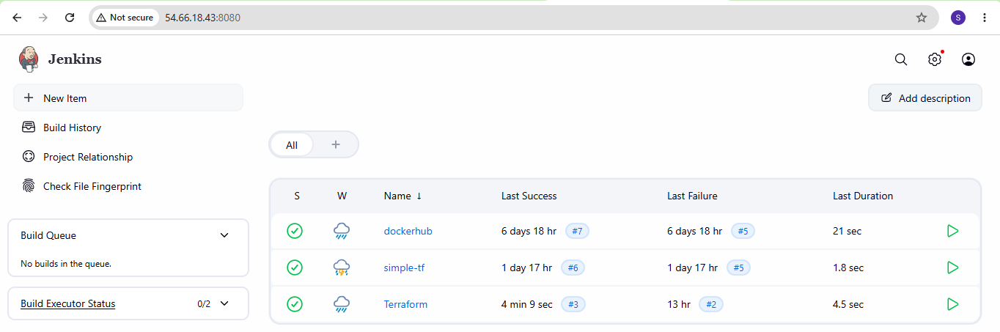 Not secure 54.66.18.43:8080
S
Jenkins
New Item
Add description
Build History
Project Relationship
Check File Fingerprint
All
S W Name ↓ Last Success Last Failure Last Duration
dockerhub 6 days 18 hr #7 6 days 18 hr #5 21 sec
simple-tf 1 day 17 hr #6 1 day 17 hr #5 1.8 sec
Terraform 4 min 9 sec #3 13 hr #2 4.5 sec
Build Queue
No builds in the queue.
Build Executor Status 0/2